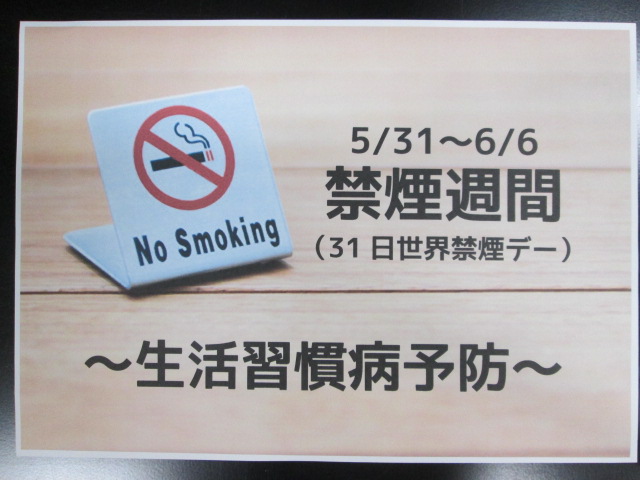 No Smoking
5/31～6/6
禁煙週間
（31日世界禁煙デー）
～生活習慣病予防～